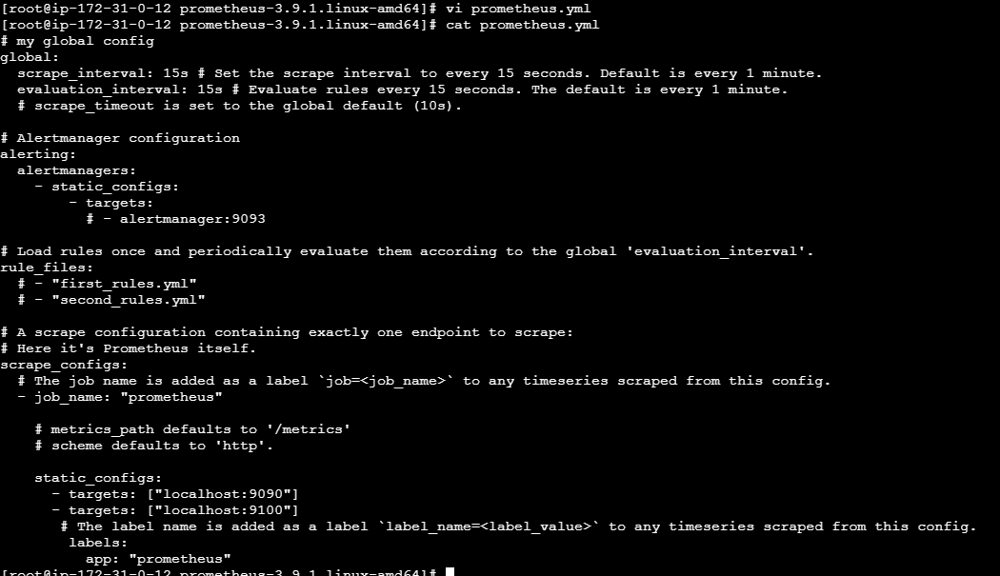 [root@ip-172-31-0-12 prometheus-3.9.1.linux-amd64]# vi prometheus.yml
[root@ip-172-31-0-12 prometheus-3.9.1.linux-amd64]# cat prometheus.yml
# my global config
global:
  scrape_interval: 15s # Set the scrape interval to every 15 seconds. Default is every 1 minute.
  evaluation_interval: 15s # Evaluate rules every 15 seconds. The default is every 1 minute.
  # scrape_timeout is set to the global default (10s).

# Alertmanager configuration
alerting:
  alertmanagers:
    - static_configs:
        - targets:
          # - alertmanager:9093

# Load rules once and periodically evaluate them according to the global 'evaluation_interval'.
rule_files:
  # - "first_rules.yml"
  # - "second_rules.yml"

# A scrape configuration containing exactly one endpoint to scrape:
# Here it's Prometheus itself.
scrape_configs:
  # The job name is added as a label `job=<job_name>` to any timeseries scraped from this config.
  - job_name: "prometheus"

    # metrics_path defaults to '/metrics'
    # scheme defaults to 'http'.

    static_configs:
      - targets: ["localhost:9090"]
      - targets: ["localhost:9100"]
       # The label name is added as a label `label_name=<label_value>` to any timeseries scraped from this config.
        labels:
          app: "prometheus"
[root@ip-172-31-0-12 prometheus-3.9.1.linux-amd64]#